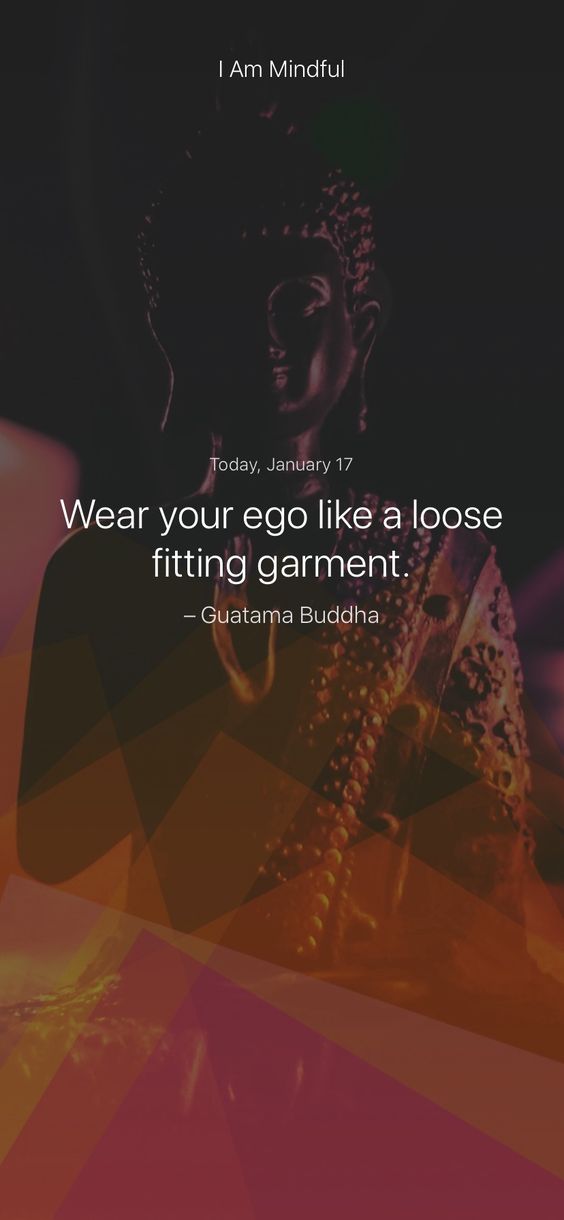 I Am Mindful
Today, January 17
Wear your ego like a loose
fitting garment.
– Guatama Buddha